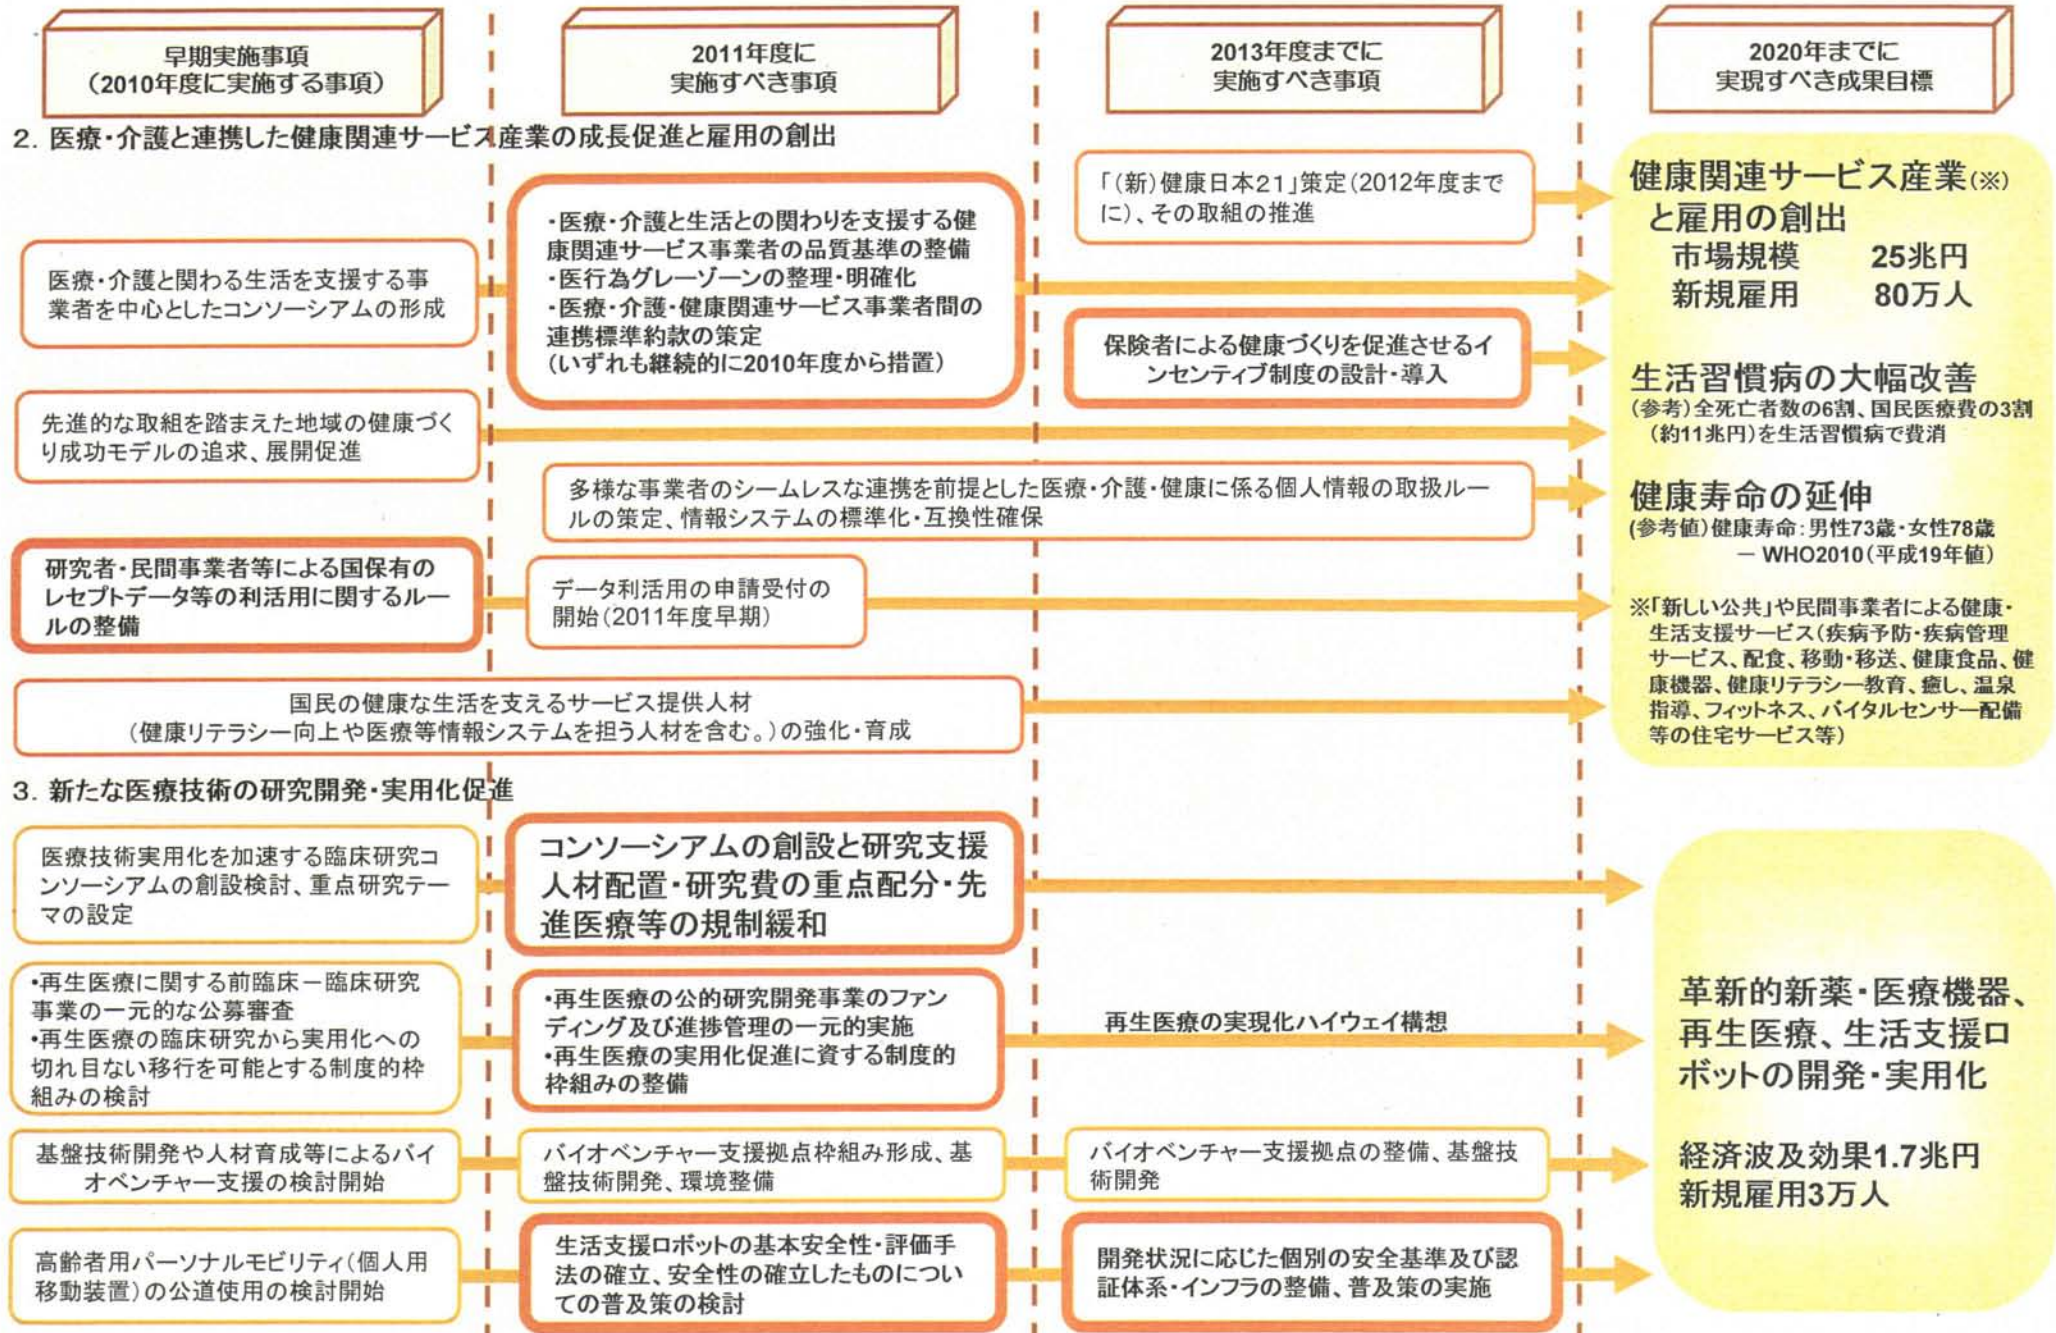 早期実施事項
（2010年度に実施する事項）
2011年度に
実施すべき事項
2013年度までに
実施すべき事項
2020年までに
実現すべき成果目標
2．医療・介護と連携した健康関連サービス産業の成長促進と雇用の創出
医療・介護と関わる生活を支援する事
業者を中心としたコンソーシアムの形成
・医療・介護と生活との関わりを支援する健
康関連サービス事業者の品質基準の整備
・医行為グレーゾーンの整理・明確化
・医療・介護・健康関連サービス事業者間の
連携標準約款の策定
（いずれも継続的に2010年度から措置）
「（新）健康日本21」策定（2012年度まで
に）、その取組の推進
保険者による健康づくりを促進させるイ
ンセンティブ制度の設計・導入
先進的な取組を踏まえた地域の健康づく
り成功モデルの追求、展開促進
多様な事業者のシームレスな連携を前提とした医療・介護・健康に係る個人情報の取扱ルー
ルの策定、情報システムの標準化・互換性確保
研究者・民間事業者等による国保有の
レセプトデータ等の利活用に関するルー
ルの整備
データ利活用の申請受付の
開始（2011年度早期）
国民の健康な生活を支えるサービス提供人材
（健康リテラシー向上や医療等情報システムを担う人材を含む。）の強化・育成
健康関連サービス産業（※）
と雇用の創出
市場規模 25兆円
新規雇用 80万人
生活習慣病の大幅改善
（参考）全死亡者数の6割、国民医療費の3割
（約11兆円）を生活習慣病で費消
健康寿命の延伸
(参考値）健康寿命：男性73歳・女性78歳
－ WHO2010（平成19年値）
※「新しい公共」や民間事業者による健康・
生活支援サービス（疾病予防・疾病管理
サービス、配食、移動・移送、健康食品、健
康機器、健康リテラシー教育、癒し、温泉
指導、フィットネス、バイタルセンサー配備
等の住宅サービス等）
3．新たな医療技術の研究開発・実用化促進
医療技術実用化を加速する臨床研究コ
ンソーシアムの創設検討、重点研究テー
マの設定
コンソーシアムの創設と研究支援
人材配置・研究費の重点配分・先
進医療等の規制緩和
・再生医療に関する前臨床－臨床研究
事業の一元的な公募審査
・再生医療の臨床研究から実用化への
切れ目ない移行を可能とする制度的枠
組みの検討
・再生医療の公的研究開発事業のファン
ディング及び進捗管理の一元的実施
・再生医療の実用化促進に資する制度的
枠組みの整備
再生医療の実現化ハイウェイ構想
基盤技術開発や人材育成等によるバイ
オベンチャー支援の検討開始
バイオベンチャー支援拠点枠組み形成、基
盤技術開発、環境整備
バイオベンチャー支援拠点の整備、基盤技
術開発
高齢者用パーソナルモビリティ（個人用
移動装置）の公道使用の検討開始
生活支援ロボットの基本安全性・評価手
法の確立、安全性の確立したものについ
ての普及策の検討
開発状況に応じた個別の安全基準及び認
証体系・インフラの整備、普及策の実施
革新的新薬・医療機器、
再生医療、生活支援ロ
ボットの開発・実用化
経済波及効果1.7兆円
新規雇用3万人